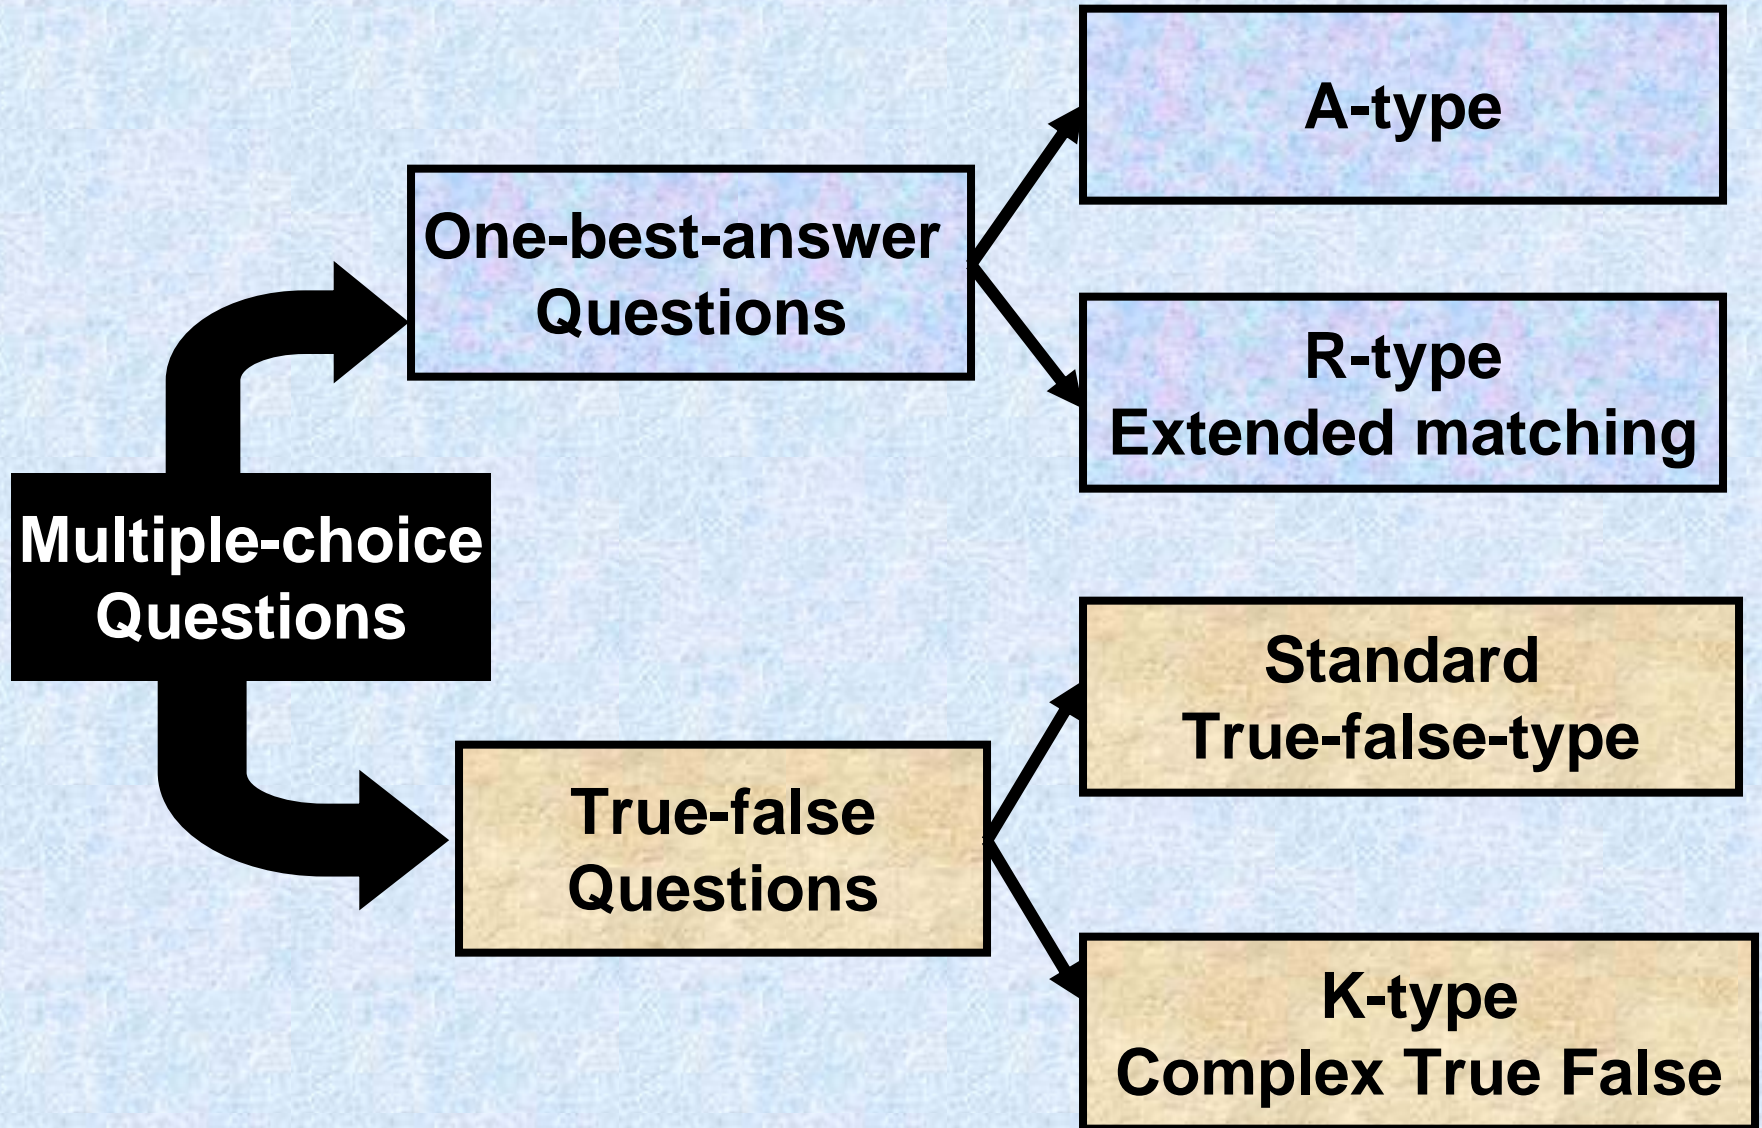 A-type
One-best-answer
Questions
R-type
Extended matching
Multiple-choice
Questions
Standard
True-false-type
True-false
Questions
K-type
Complex True False